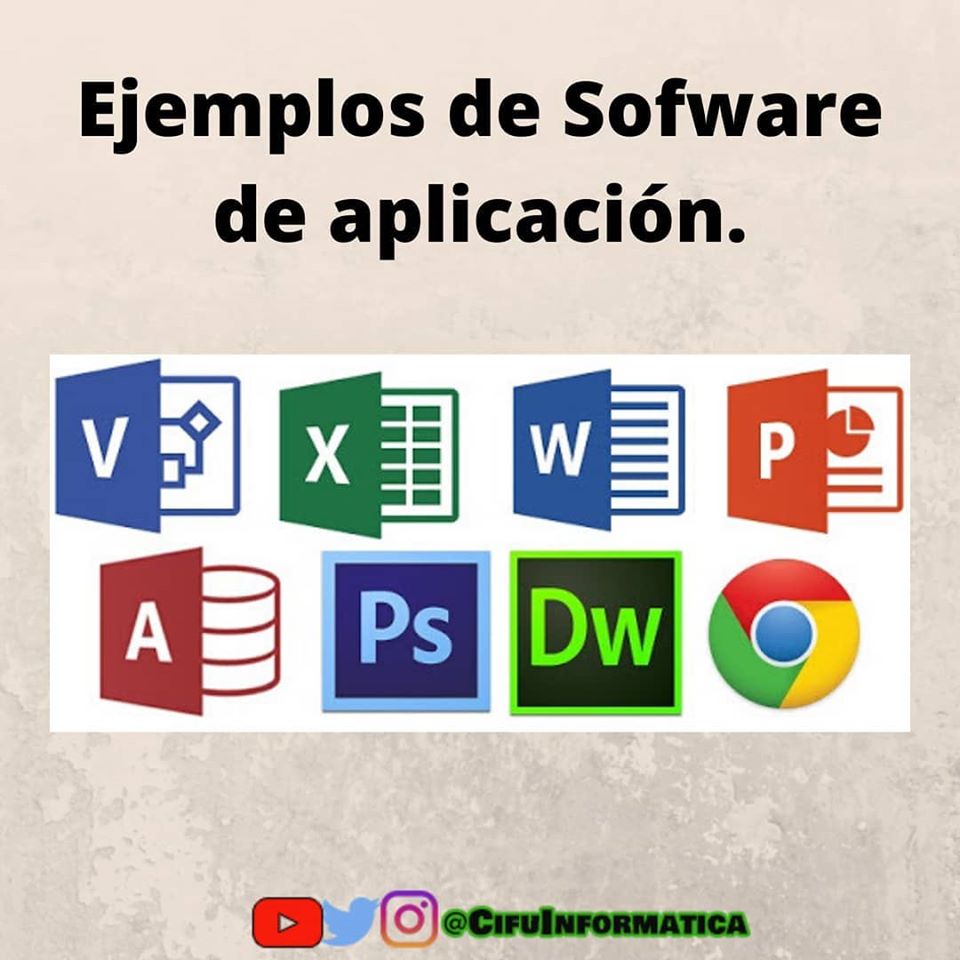 Ejemplos de Sofware
de aplicación.
V X W P
A Ps Dw
@CifuInformatica